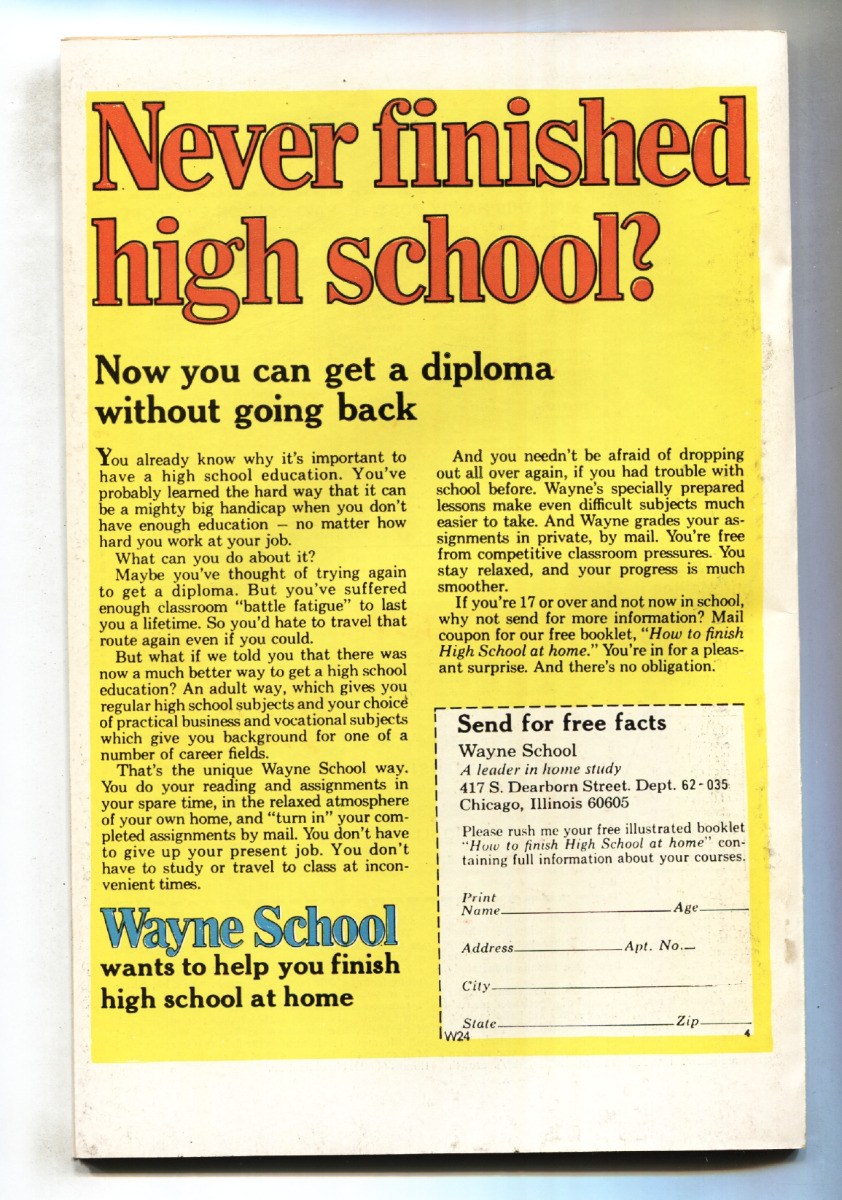 Never finished
high school?
Now you can get a diploma
without going back
You already know why it's important to
have a high school education. You've
probably learned the hard way that it can
be a mighty big handicap when you don't
have enough education — no matter how
hard you work at your job.
What can you do about it?
Maybe you've thought of trying again
to get a diploma. But you've suffered
enough classroom "battle fatigue" to last
you a lifetime. So you'd hate to travel that
route again even if you could.
But what if we told you that there was
now a much better way to get a high school
education? An adult way, which gives you
regular high school subjects and your choice
of practical business and vocational subjects
which give you background for one of a
number of career fields.
That's the unique Wayne School way.
You do your reading and assignments in
your spare time, in the relaxed atmosphere
of your own home, and "turn in" your com-
pleted assignments by mail. You don't have
to give up your present job. You don't
have to study or travel to class at incon-
venient times.
Wayne School
wants to help you finish
high school at home
And you needn't be afraid of dropping
out all over again, if you had trouble with
school before. Wayne's specially prepared
lessons make even difficult subjects much
easier to take. And Wayne grades your as-
signments in private, by mail. You're free
from competitive classroom pressures. You
stay relaxed, and your progress is much
smoother.
If you're 17 or over and not now in school,
why not send for more information? Mail
coupon for our free booklet, "How to finish
High School at home." You're in for a pleas-
ant surprise. And there's no obligation.
Send for free facts
Wayne School
A leader in home study
417 S. Dearborn Street. Dept. 62-035
Chicago, Illinois 60605
Please rush me your free illustrated booklet
"How to finish High School at home" con-
taining full information about your courses.
Print
Name Age
Address Apt. No.
City
State Zip
W24 4